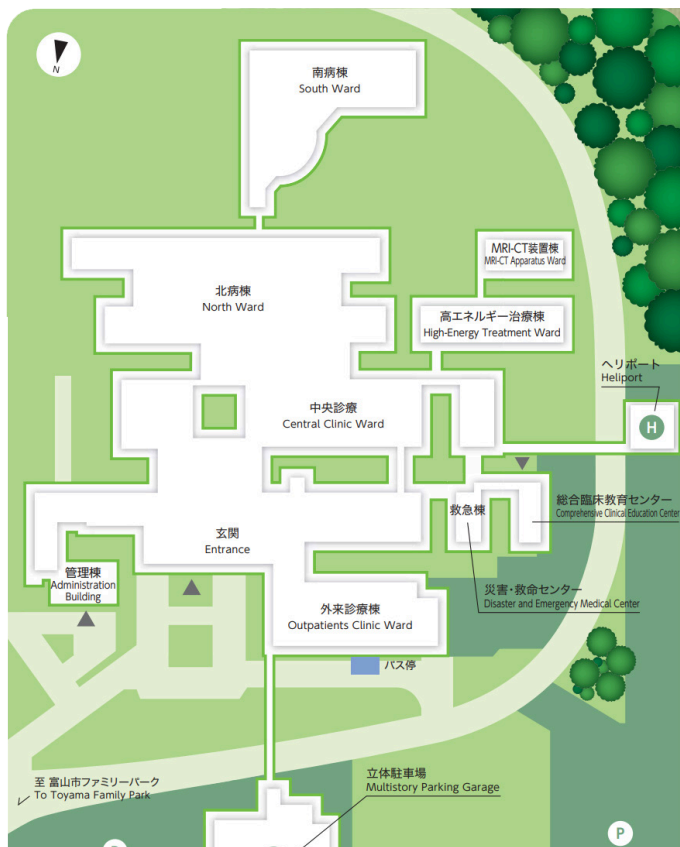 N
南病棟
South Ward
MRI-CT装置棟
MRI-CT Apparatus Ward
北病棟
North Ward
高エネルギー治療棟
High-Energy Treatment Ward
ヘリポート
Heliport
H
中央診療
Central Clinic Ward
救急棟
総合臨床教育センター
Comprehensive Clinical Education Center
玄関
Entrance
管理棟
Administration
Building
災害・救命センター
Disaster and Emergency Medical Center
外来診療棟
Outpatients Clinic Ward
バス停
至 富山市ファミリーパーク
To Toyama Family Park
立体駐車場
Multistory Parking Garage
P